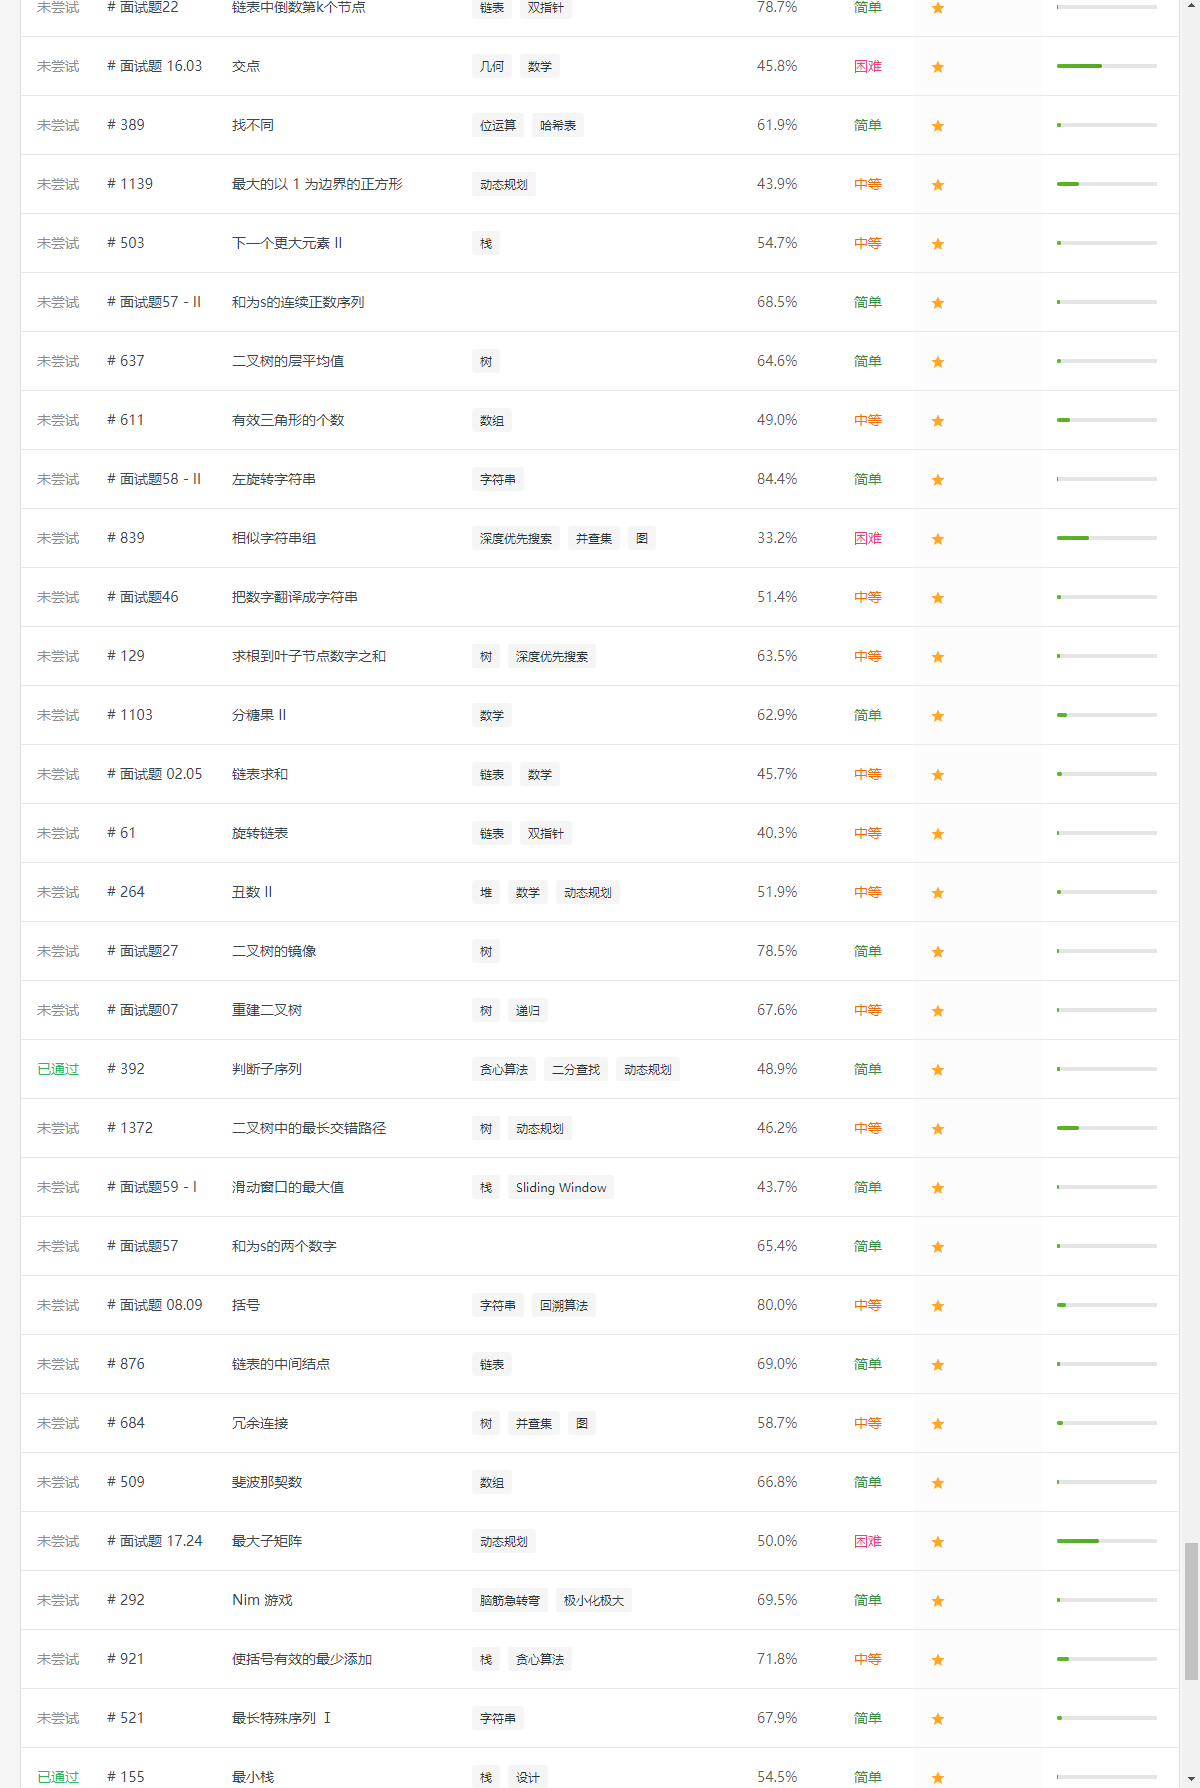 未尝试 # 面试题22 链表中倒数第k个节点 链表 双指针 78.7% 简单
未尝试 # 面试题 16.03 交点 几何 数学 45.8% 困难
未尝试 # 389 找不同 位运算 哈希表 61.9% 简单
未尝试 # 1139 最大的以 1 为边界的正方形 动态规划 43.9% 中等
未尝试 # 503 下一个更大元素 II 栈 54.7% 中等
未尝试 # 面试题57 - II 和为s的连续正数序列 68.5% 简单
未尝试 # 637 二叉树的层平均值 树 64.6% 简单
未尝试 # 611 有效三角形的个数 数组 49.0% 中等
未尝试 # 面试题58 - II 左旋转字符串 字符串 84.4% 简单
未尝试 # 839 相似字符串组 深度优先搜索 并查集 图 33.2% 困难
未尝试 # 面试题46 把数字翻译成字符串 51.4% 中等
未尝试 # 129 求根到叶子节点数字之和 树 深度优先搜索 63.5% 中等
未尝试 # 1103 分糖果 II 数学 62.9% 简单
未尝试 # 面试题 02.05 链表求和 链表 数学 45.7% 中等
未尝试 # 61 旋转链表 链表 双指针 40.3% 中等
未尝试 # 264 丑数 II 堆 数学 动态规划 51.9% 中等
未尝试 # 面试题27 二叉树的镜像 树 78.5% 简单
未尝试 # 面试题07 重建二叉树 树 递归 67.6% 中等
已通过 # 392 判断子序列 贪心算法 二分查找 动态规划 48.9% 简单
未尝试 # 1372 二叉树中的最长交错路径 树 动态规划 46.2% 中等
未尝试 # 面试题59 - I 滑动窗口的最大值 栈 Sliding Window 43.7% 简单
未尝试 # 面试题57 和为s的两个数字 65.4% 简单
未尝试 # 面试题 08.09 括号 字符串 回溯算法 80.0% 中等
未尝试 # 876 链表的中间结点 链表 69.0% 简单
未尝试 # 684 冗余连接 树 并查集 图 58.7% 中等
未尝试 # 509 斐波那契数 数组 66.8% 简单
未尝试 # 面试题 17.24 最大子矩阵 动态规划 50.0% 困难
未尝试 # 292 Nim 游戏 脑筋急转弯 极小化极大 69.5% 简单
未尝试 # 921 使括号有效的最少添加 栈 贪心算法 71.8% 中等
未尝试 # 521 最长特殊序列 Ⅰ 字符串 67.9% 简单
已通过 # 155 最小栈 栈 设计 54.5% 简单